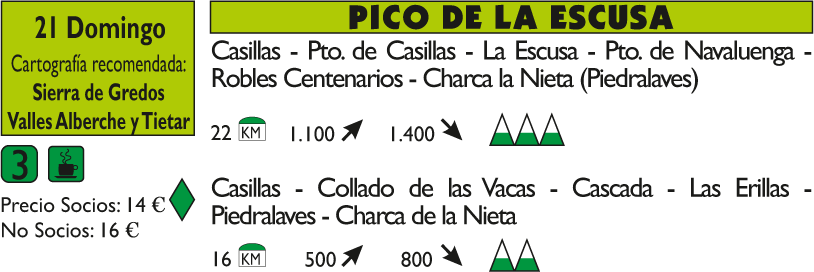 21 Domingo
Cartografía recomendada:
Sierra de Gredos
Valles Alberche y Tietar
3
Precio Socios: 14 €
No Socios: 16 €
PICO DE LA ESCUSA
Casillas - Pto. de Casillas - La Escusa - Pto. de Navaluenga -
Robles Centenarios - Charca la Nieta (Piedralaves)
22 KM 1.100 1.400
Casillas - Collado de las Vacas - Cascada - Las Erillas -
Piedralaves - Charca de la Nieta
16 KM 500 800